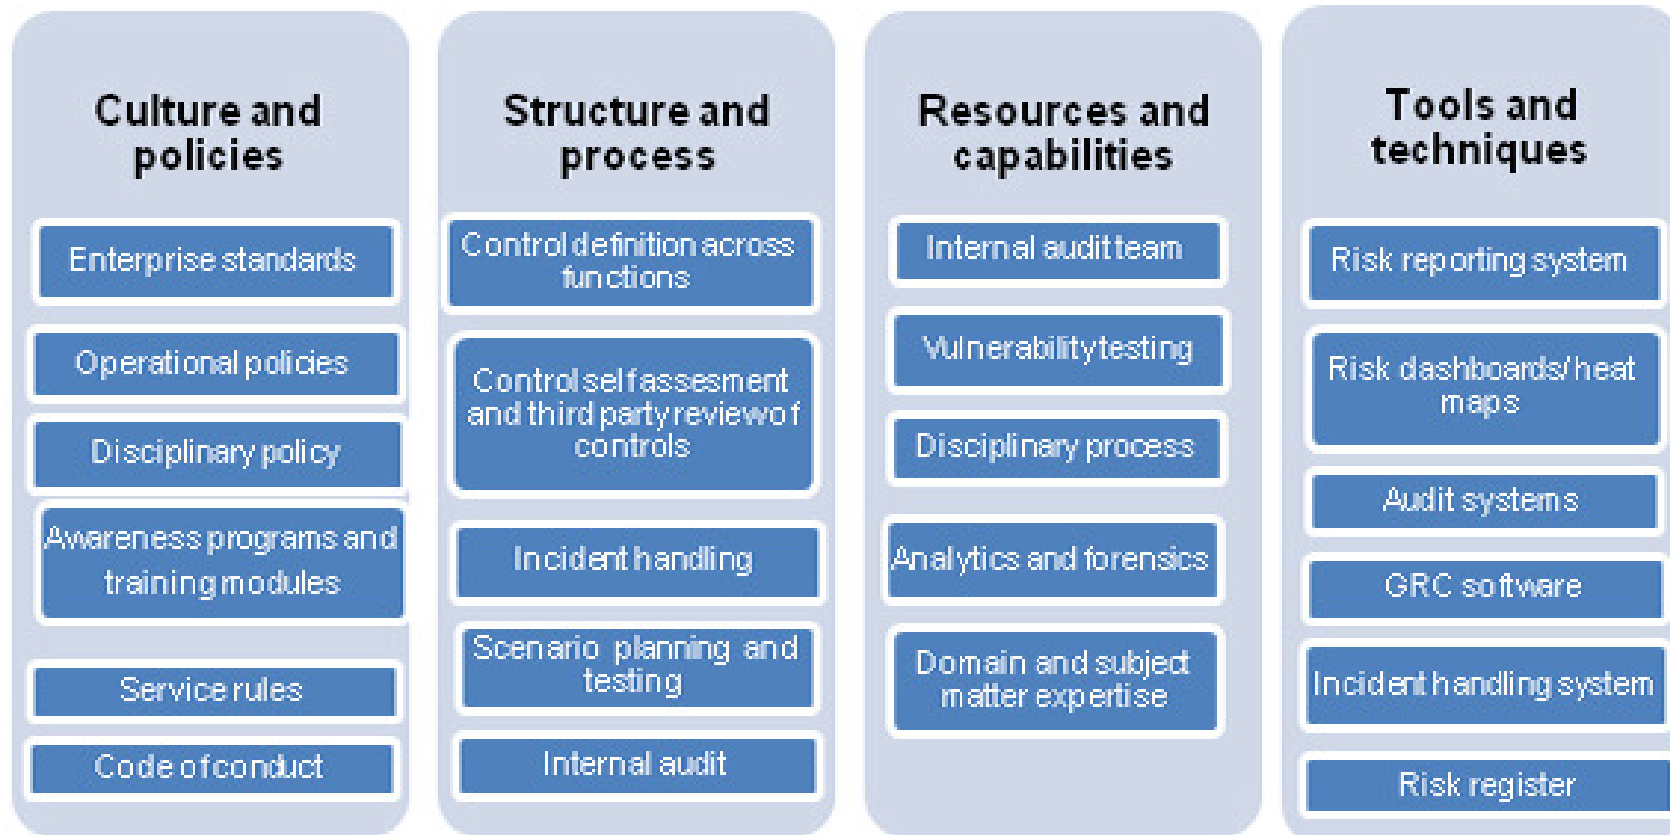 Culture and
policies
Enterprise standards
Operational policies
Disciplinary policy
Awareness programs and
training modules
Service rules
Code of conduct
Structure and
process
Control definition across
functions
Control self assesment
and third party review of
controls
Incident handling
Scenario planning and
testing
Internal audit
Resources and
capabilities
Internal audit team
Vulnerability testing
Disciplinary process
Analytics and forensics
Domain and subject
matter expertise
Tools and
techniques
Risk reporting system
Risk dashboards/ heat
maps
Audit systems
GRC software
Incident handling system
Risk register